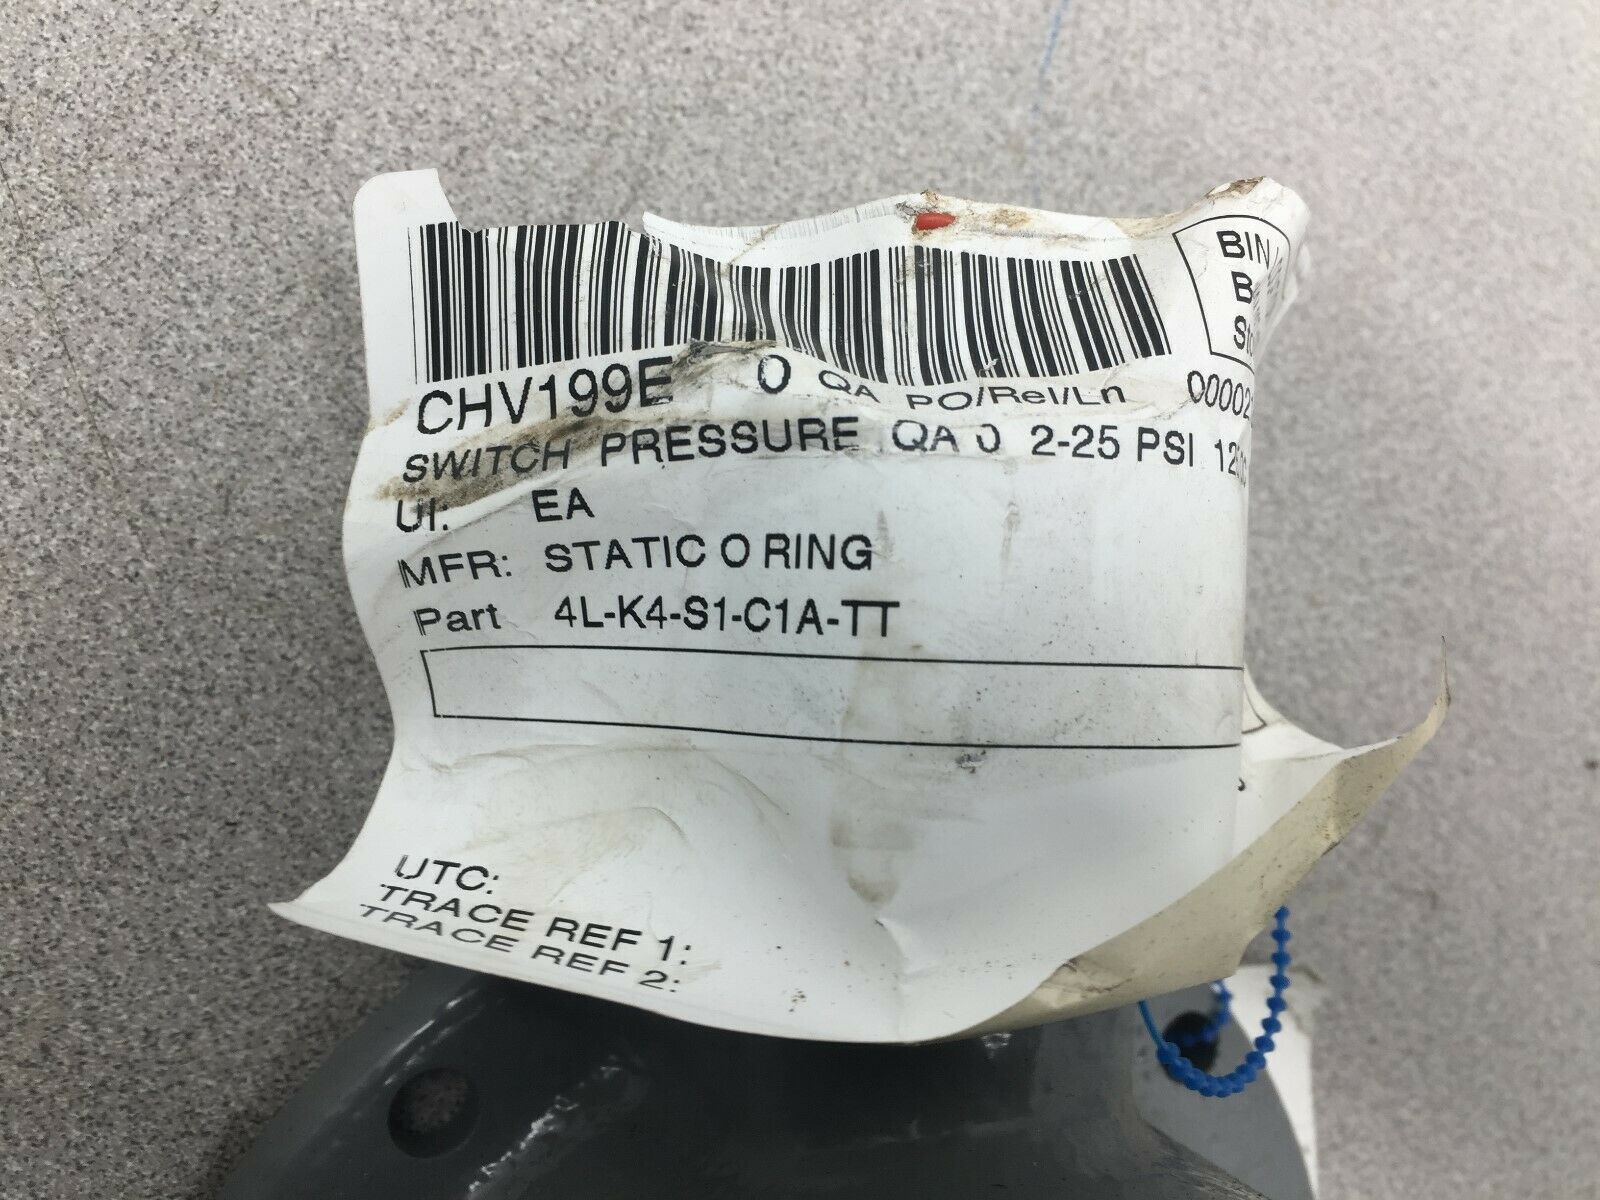 BIN
CHV199E 0 QA PO/Rel/Ln
SWITCH PRESSURE QA 0 2-25 PSI
UI: EA
MFR: STATIC O RING
Part 4L-K4-S1-C1A-TT
UTC:
TRACE REF 1:
TRACE REF 2: